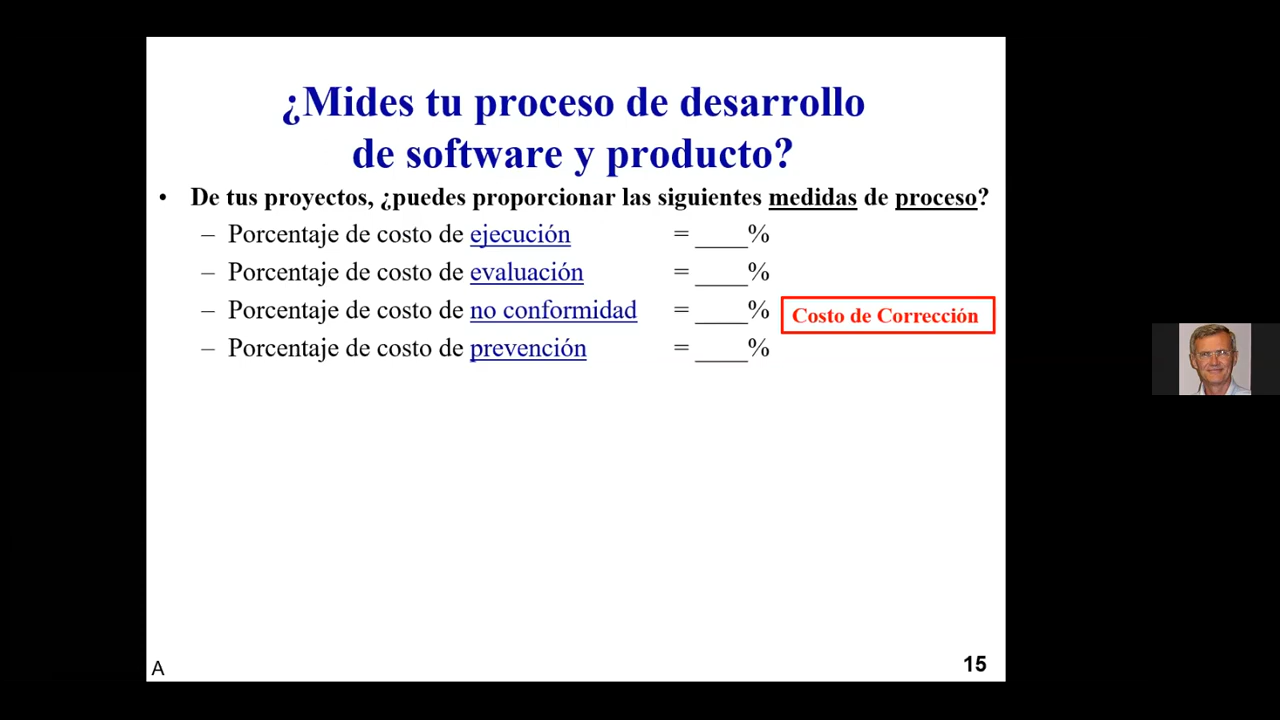 ¿Mides tu proceso de desarrollo
de software y producto?
• De tus proyectos, ¿puedes proporcionar las siguientes medidas de proceso?
– Porcentaje de costo de ejecución = ____%
– Porcentaje de costo de evaluación = ____%
– Porcentaje de costo de no conformidad = ____% Costo de Corrección
– Porcentaje de costo de prevención = ____%
A 15